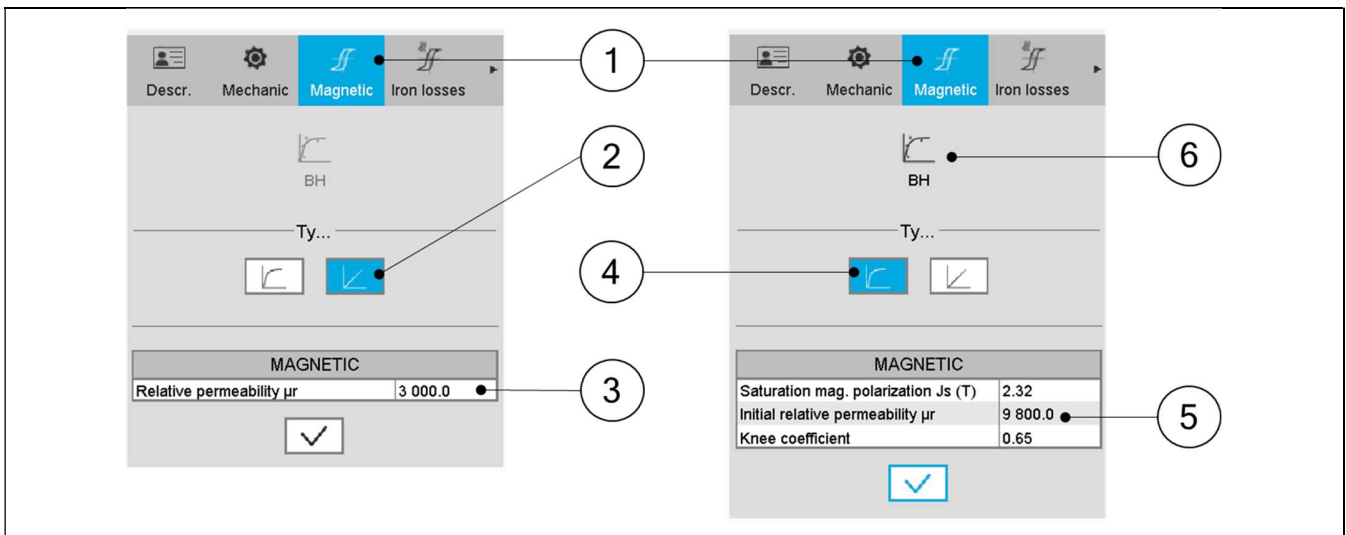 Descr. Mechanic Magnetic Iron losses
BH
Ty...
MAGNETIC
Relative permeability µr 3 000.0
1
2
3
4
Descr. Mechanic Magnetic Iron losses
BH
Ty...
MAGNETIC
Saturation mag. polarization Js (T) 2.32
Initial relative permeability µr 9 800.0
Knee coefficient 0.65
6
5